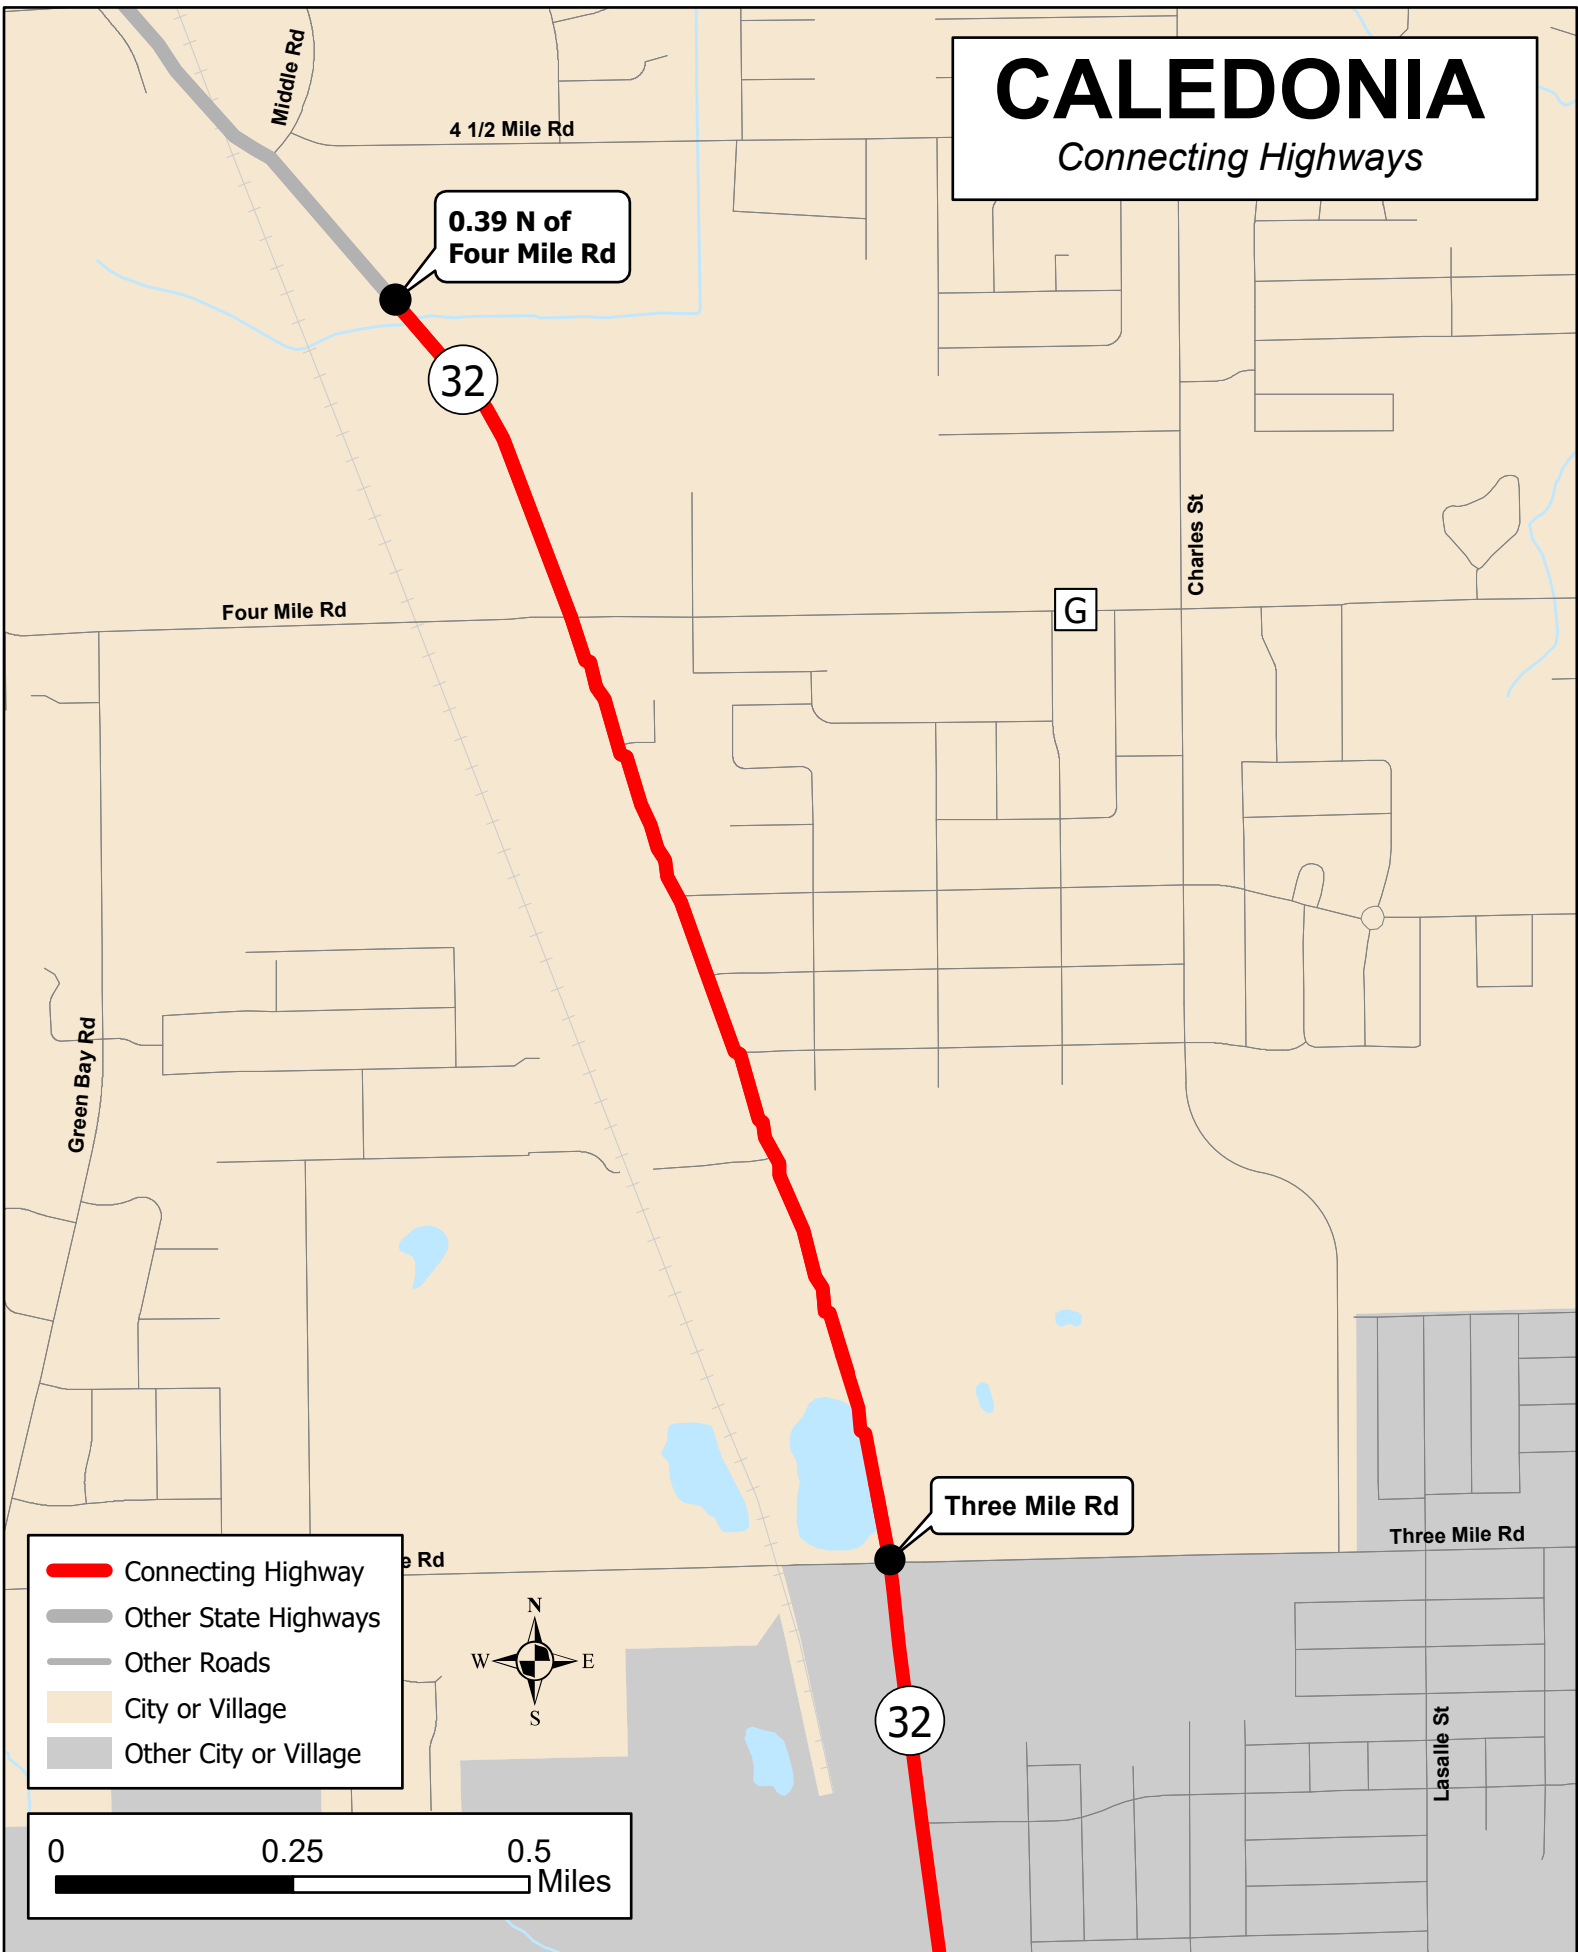 CALEDONIA
Connecting Highways
Middle Rd
4 1/2 Mile Rd
0.39 N of
Four Mile Rd
32
Charles St
Four Mile Rd
G
Green Bay Rd
Three Mile Rd
Three Mile Rd
e Rd
Connecting Highway
Other State Highways
Other Roads
City or Village
Other City or Village
N
W E
S
32
Lasalle St
0 0.25 0.5
Miles